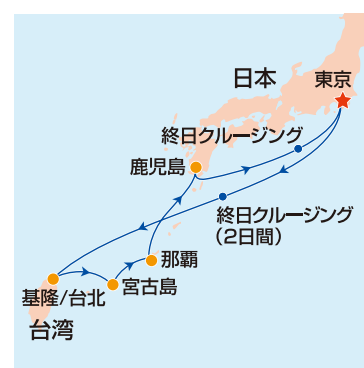 日本
東京
終日クルージング
鹿児島
終日クルージング
(2日間)
那覇
宮古島
基隆/台北
台湾